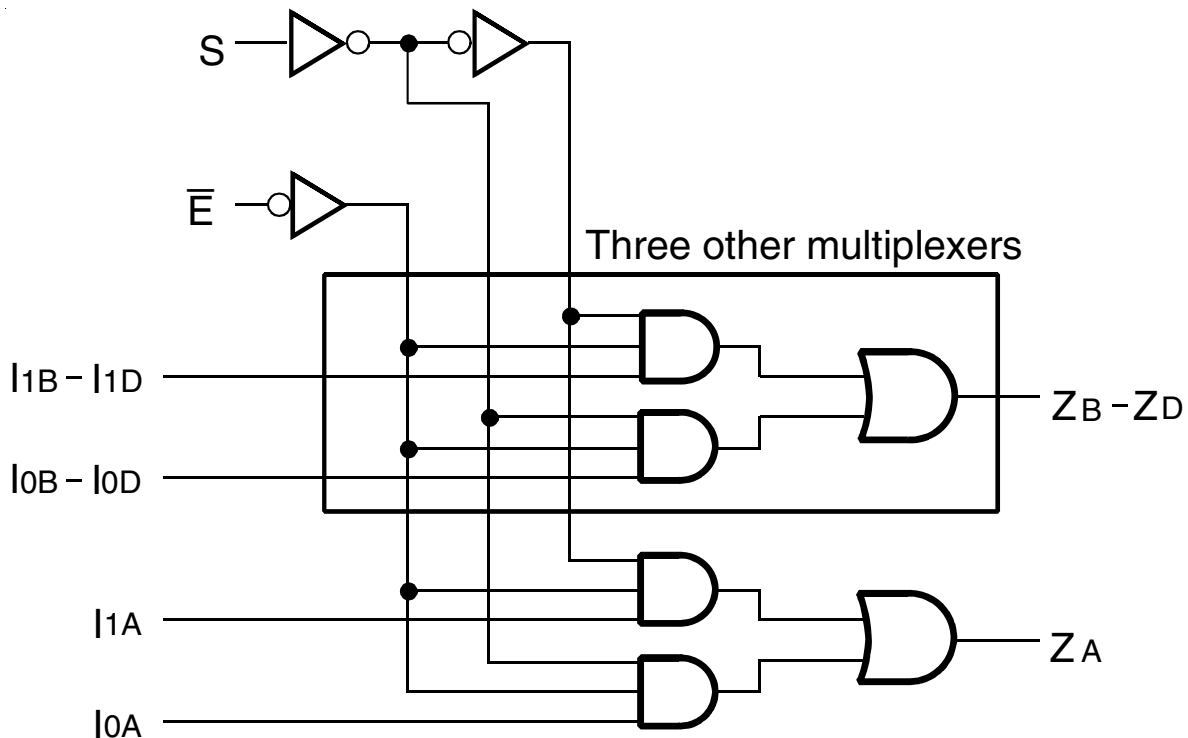 S
E̅
Three other multiplexers
I1B – I1D
ZB – ZD
I0B – I0D
I1A
ZA
I0A